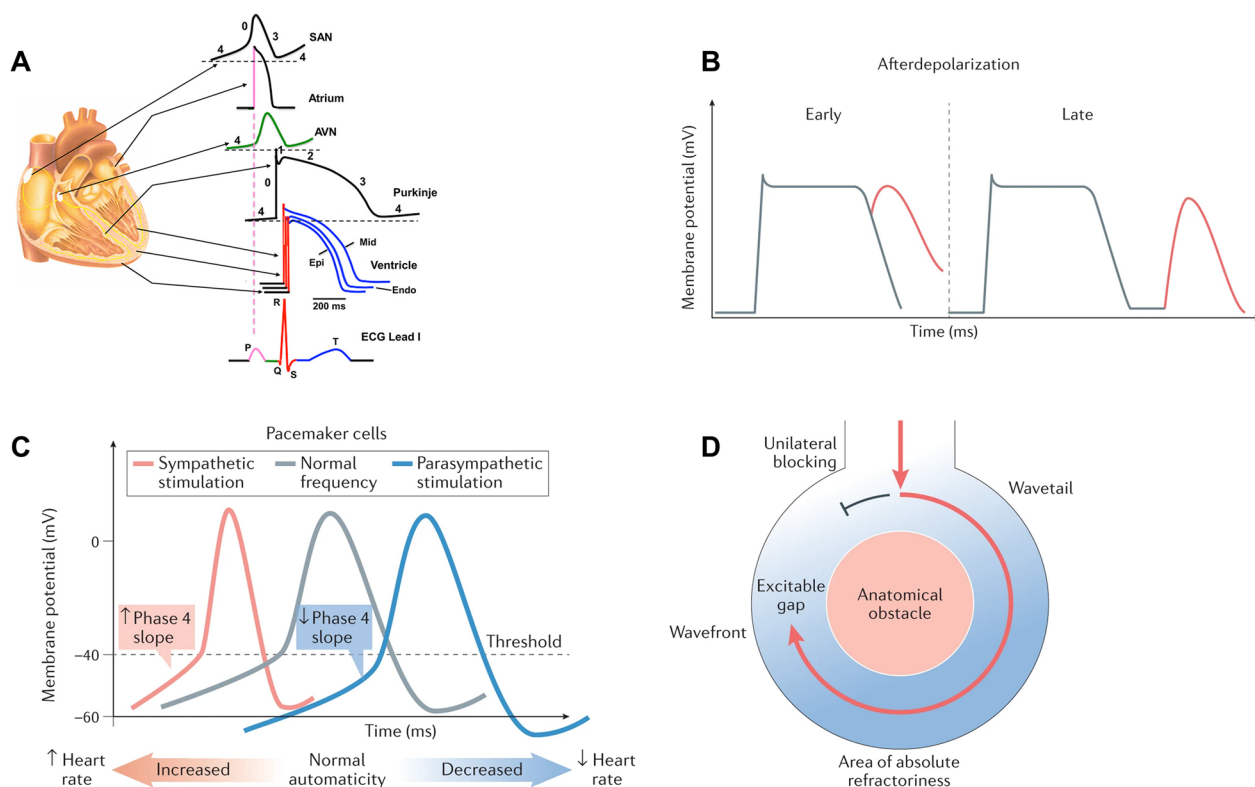 A
0
3
SAN
4
4
Atrium
AVN
4
1
2
0
3
Purkinje
4
4
Mid
Epi
Ventricle
Endo
R
200 ms
ECG Lead I
P
T
Q
S
B
Afterdepolarization
Early
Late
Membrane potential (mV)
Time (ms)
C
Pacemaker cells
Sympathetic stimulation
Normal frequency
Parasympathetic stimulation
Membrane potential (mV)
0
−40
−60
↑ Phase 4
slope
↓ Phase 4
slope
Threshold
Time (ms)
↑ Heart
rate
Increased
Normal
automaticity
Decreased
↓ Heart
rate
D
Unilateral
blocking
Wavetail
Excitable
gap
Anatomical
obstacle
Wavefront
Area of absolute
refractoriness